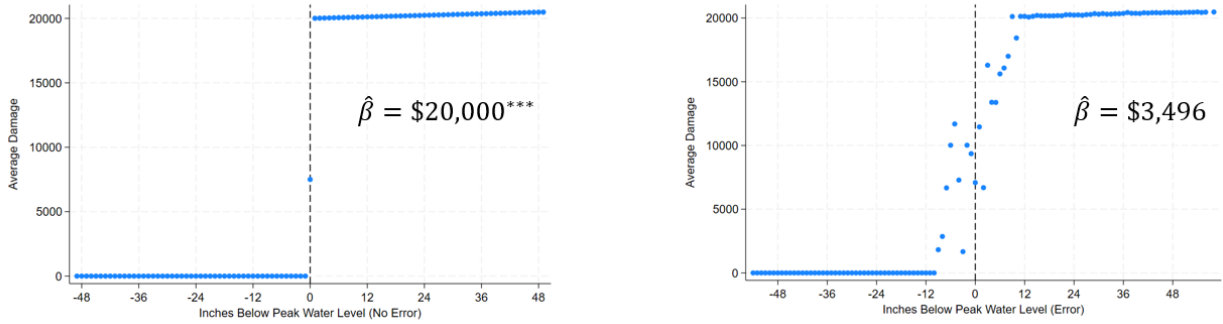 20000
15000
10000
5000
0
Average Damage
β̂ = $20,000***
-48 -36 -24 -12 0 12 24 36 48
Inches Below Peak Water Level (No Error)
20000
15000
10000
5000
0
Average Damage
β̂ = $3,496
-48 -36 -24 -12 0 12 24 36 48
Inches Below Peak Water Level (Error)